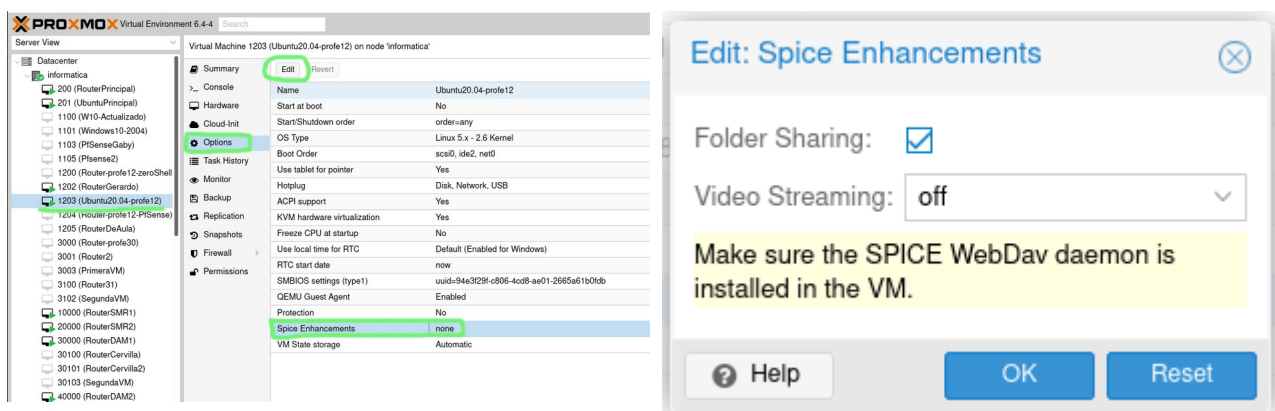 PROXMOX Virtual Environment 6.4-4 Search
Server View
Datacenter
informatica
200 (RouterPrincipal)
201 (UbuntuPrincipal)
1100 (W10-Actualizado)
1101 (Windows10-2004)
1103 (PfSenseGaby)
1105 (Pfsense2)
1200 (Router-profe12-zeroShell
1202 (RouterGerardo)
1203 (Ubuntu20.04-profe12)
1204 (Router-profe12-PfSense)
1205 (RouterDeAula)
3000 (Router-profe30)
3001 (Router2)
3003 (PrimeraVM)
3100 (Router31)
3102 (SegundaVM)
10000 (RouterSMR1)
20000 (RouterSMR2)
30000 (RouterDAM1)
30100 (RouterCervilla)
30101 (RouterCervilla2)
30103 (SegundaVM)
40000 (RouterDAM2)
Virtual Machine 1203 (Ubuntu20.04-profe12) on node 'informatica'
Summary
Console
Hardware
Cloud-Init
Options
Task History
Monitor
Backup
Replication
Snapshots
Firewall
Permissions
Edit Revert
Name Ubuntu20.04-profe12
Start at boot No
Start/Shutdown order order=any
OS Type Linux 5.x - 2.6 Kernel
Boot Order scsi0, ide2, net0
Use tablet for pointer Yes
Hotplug Disk, Network, USB
ACPI support Yes
KVM hardware virtualization Yes
Freeze CPU at startup No
Use local time for RTC Default (Enabled for Windows)
RTC start date now
SMBIOS settings (type1) uuid=94e3f29f-c806-4cd8-ae01-2665a61b0fdb
QEMU Guest Agent Enabled
Protection No
Spice Enhancements none
VM State storage Automatic
Edit: Spice Enhancements
Folder Sharing:
Video Streaming: off
Make sure the SPICE WebDav daemon is
installed in the VM.
Help OK Reset